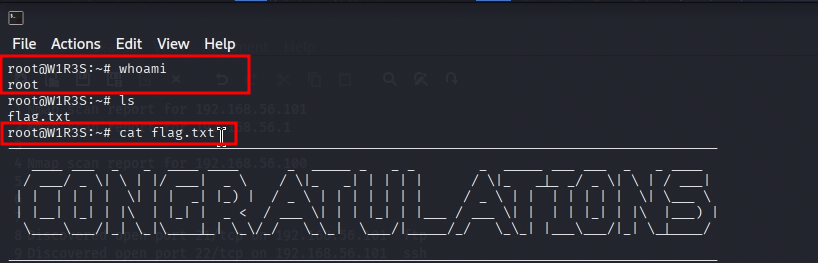 File Actions Edit View Help
root@W1R3S:~# whoami
root
root@W1R3S:~# ls
flag.txt
root@W1R3S:~# cat flag.txt
CONGRATULATIONS